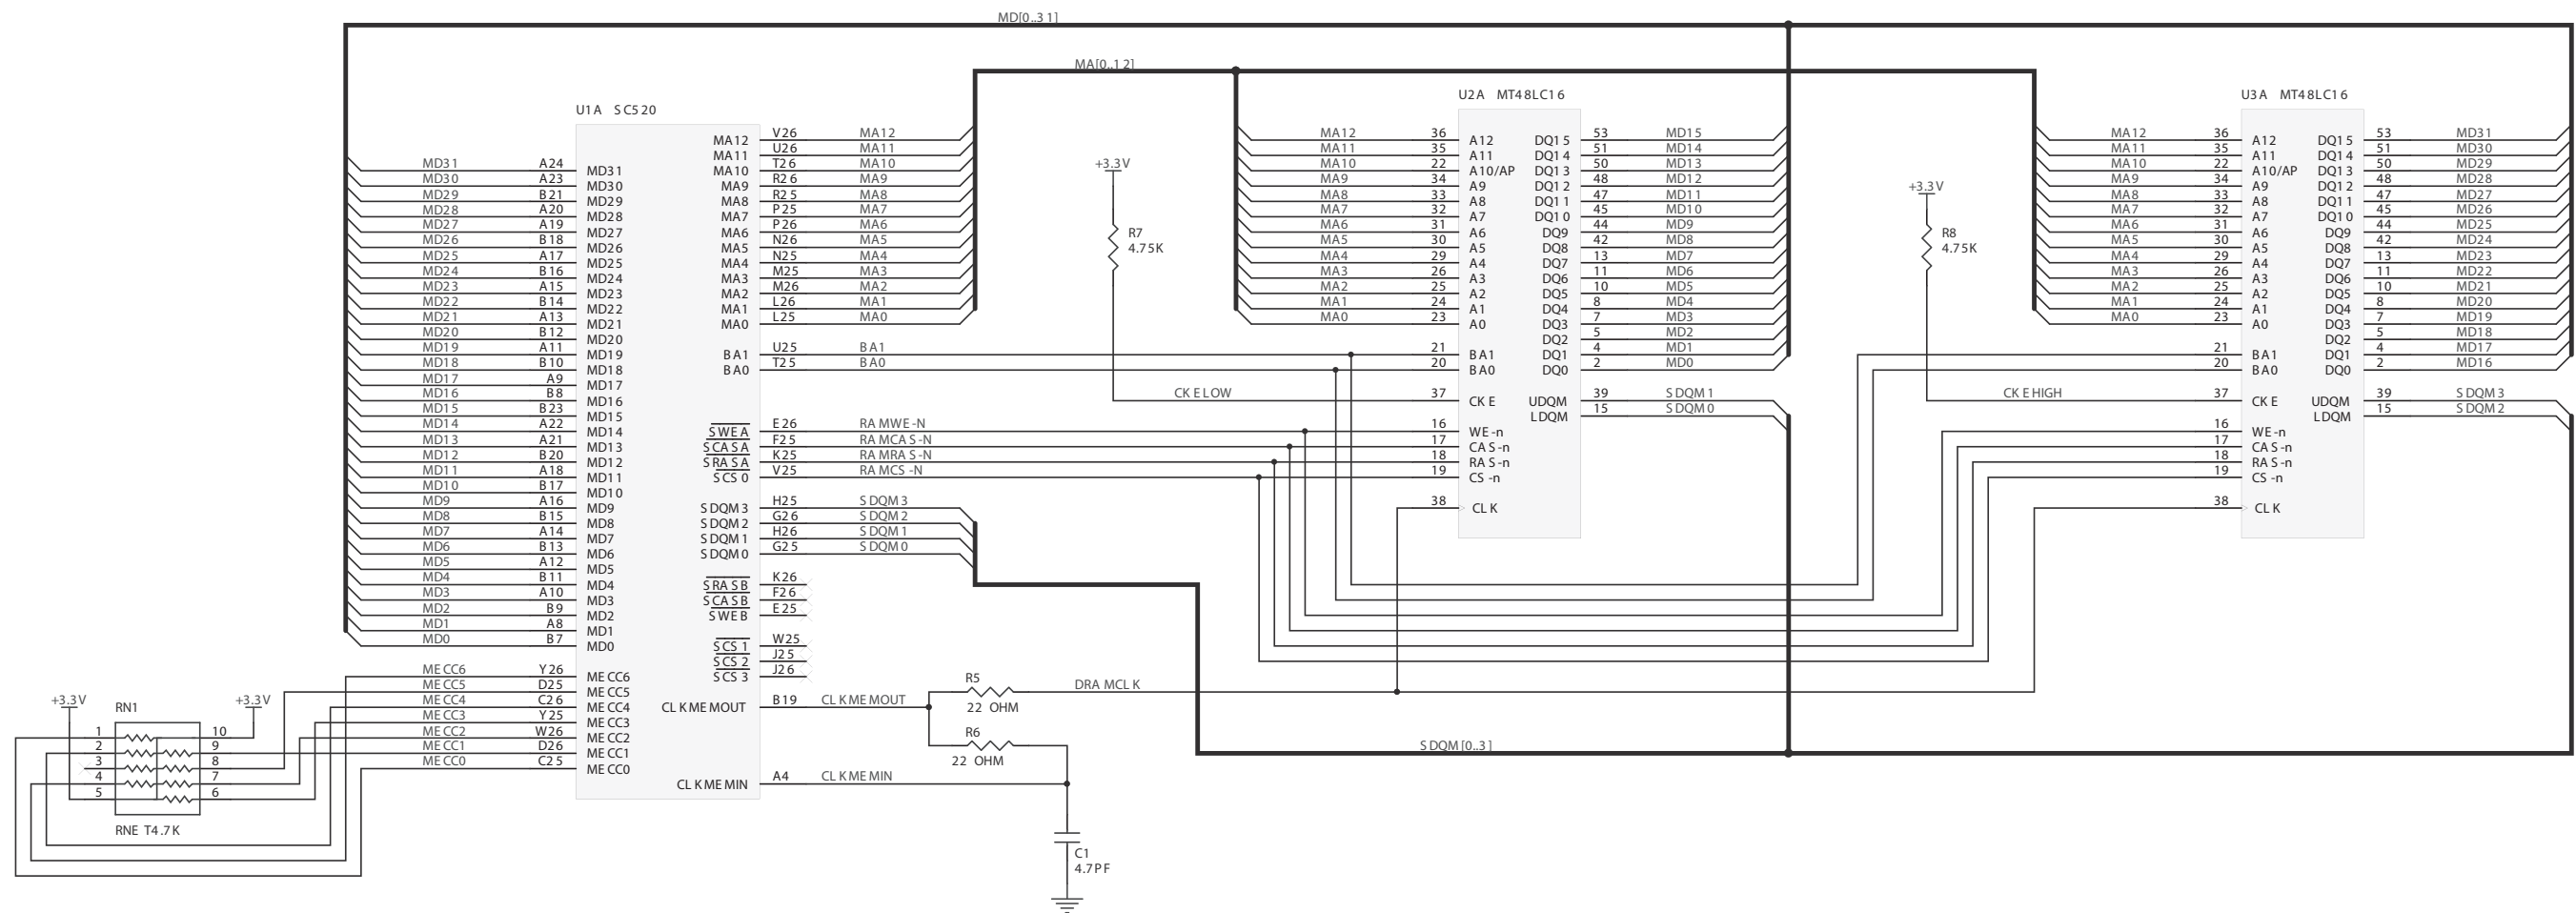 MD[0..31]
MA[0..12]
U1A SC520
MD31 A24 MD31
MD30 A23 MD30
MD29 B21 MD29
MD28 A20 MD28
MD27 A19 MD27
MD26 B18 MD26
MD25 A17 MD25
MD24 B16 MD24
MD23 A15 MD23
MD22 B14 MD22
MD21 A13 MD21
MD20 B12 MD20
MD19 A11 MD19
MD18 B10 MD18
MD17 A9 MD17
MD16 B8 MD16
MD15 B23 MD15
MD14 A22 MD14
MD13 A21 MD13
MD12 B20 MD12
MD11 A18 MD11
MD10 B17 MD10
MD9 A16 MD9
MD8 B15 MD8
MD7 A14 MD7
MD6 B13 MD6
MD5 A12 MD5
MD4 B11 MD4
MD3 A10 MD3
MD2 B9 MD2
MD1 A8 MD1
MD0 B7 MD0
MECC6 Y26 MECC6
MECC5 D25 MECC5
MECC4 C26 MECC4
MECC3 Y25 MECC3
MECC2 W26 MECC2
MECC1 D26 MECC1
MECC0 C25 MECC0
MA12 V26 MA12
MA11 U26 MA11
MA10 T26 MA10
MA9 R26 MA9
MA8 R25 MA8
MA7 P25 MA7
MA6 P26 MA6
MA5 N26 MA5
MA4 N25 MA4
MA3 M25 MA3
MA2 M26 MA2
MA1 L26 MA1
MA0 L25 MA0
BA1 U25 BA1
BA0 T25 BA0
SWEA E26 RAMWE-N
SCASA F25 RAMCAS-N
SRASA K25 RAMRAS-N
SCS0 V25 RAMCS-N
SDQM3 H25 SDQM3
SDQM2 G26 SDQM2
SDQM1 H26 SDQM1
SDQM0 G25 SDQM0
SRASB K26
SCASB F26
SWEB E25
SCS1 W25
SCS2 J25
SCS3 J26
CLKMEMOUT B19 CLKMEMOUT
CLKMEMIN A4 CLKMEMIN
+3.3V
RN1
+3.3V
1 10
2 9
3 8
4 7
5 6
RNET4.7K
R5
22 OHM
R6
22 OHM
DRAMCLK
C1
4.7PF
SDQM[0..3]
+3.3V
R7
4.75K
CKELOW
U2A MT48LC16
MA12 36 A12
MA11 35 A11
MA10 22 A10/AP
MA9 34 A9
MA8 33 A8
MA7 32 A7
MA6 31 A6
MA5 30 A5
MA4 29 A4
MA3 26 A3
MA2 25 A2
MA1 24 A1
MA0 23 A0
21 BA1
20 BA0
37 CKE
16 WE-n
17 CAS-n
18 RAS-n
19 CS-n
38 CLK
DQ15 53 MD15
DQ14 51 MD14
DQ13 50 MD13
DQ12 48 MD12
DQ11 47 MD11
DQ10 45 MD10
DQ9 44 MD9
DQ8 42 MD8
DQ7 13 MD7
DQ6 11 MD6
DQ5 10 MD5
DQ4 8 MD4
DQ3 7 MD3
DQ2 5 MD2
DQ1 4 MD1
DQ0 2 MD0
UDQM 39 SDQM1
LDQM 15 SDQM0
+3.3V
R8
4.75K
CKEHIGH
U3A MT48LC16
MA12 36 A12
MA11 35 A11
MA10 22 A10/AP
MA9 34 A9
MA8 33 A8
MA7 32 A7
MA6 31 A6
MA5 30 A5
MA4 29 A4
MA3 26 A3
MA2 25 A2
MA1 24 A1
MA0 23 A0
21 BA1
20 BA0
37 CKE
16 WE-n
17 CAS-n
18 RAS-n
19 CS-n
38 CLK
DQ15 53 MD31
DQ14 51 MD30
DQ13 50 MD29
DQ12 48 MD28
DQ11 47 MD27
DQ10 45 MD26
DQ9 44 MD25
DQ8 42 MD24
DQ7 13 MD23
DQ6 11 MD22
DQ5 10 MD21
DQ4 8 MD20
DQ3 7 MD19
DQ2 5 MD18
DQ1 4 MD17
DQ0 2 MD16
UDQM 39 SDQM3
LDQM 15 SDQM2